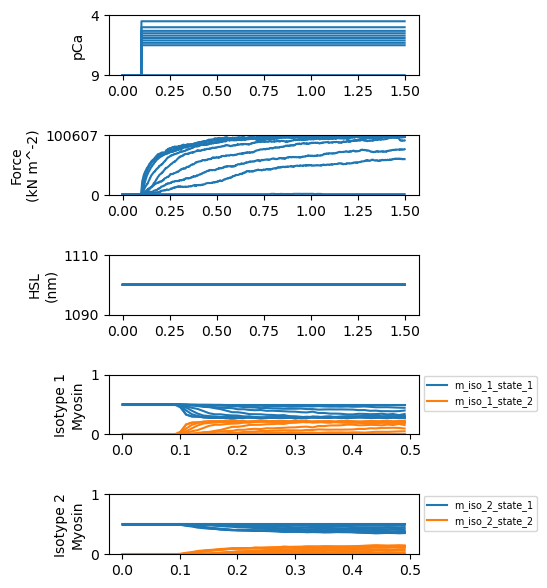 4
pCa
9
0.00 0.25 0.50 0.75 1.00 1.25 1.50
100607
Force
(kN m^-2)
0
0.00 0.25 0.50 0.75 1.00 1.25 1.50
1110
HSL
(nm)
1090
0.00 0.25 0.50 0.75 1.00 1.25 1.50
1
Isotype 1
Myosin
0
0.0 0.1 0.2 0.3 0.4 0.5
m_iso_1_state_1
m_iso_1_state_2
1
Isotype 2
Myosin
0
0.0 0.1 0.2 0.3 0.4 0.5
m_iso_2_state_1
m_iso_2_state_2